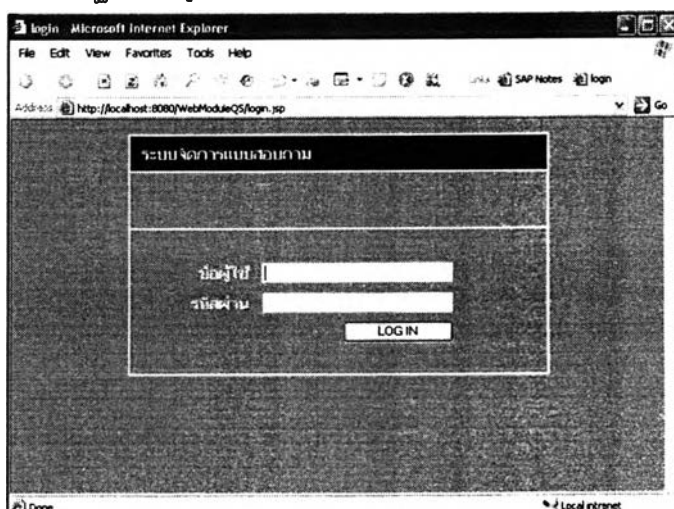 login - Microsoft Internet Explorer
File Edit View Favorites Tools Help
Links SAP Notes login
Address http://localhost:8080/WebModuleQS/login.jsp Go
ระบบจัดการแบบสอบถาม
ชื่อผู้ใช้
รหัสผ่าน
LOG IN
Done Local intranet